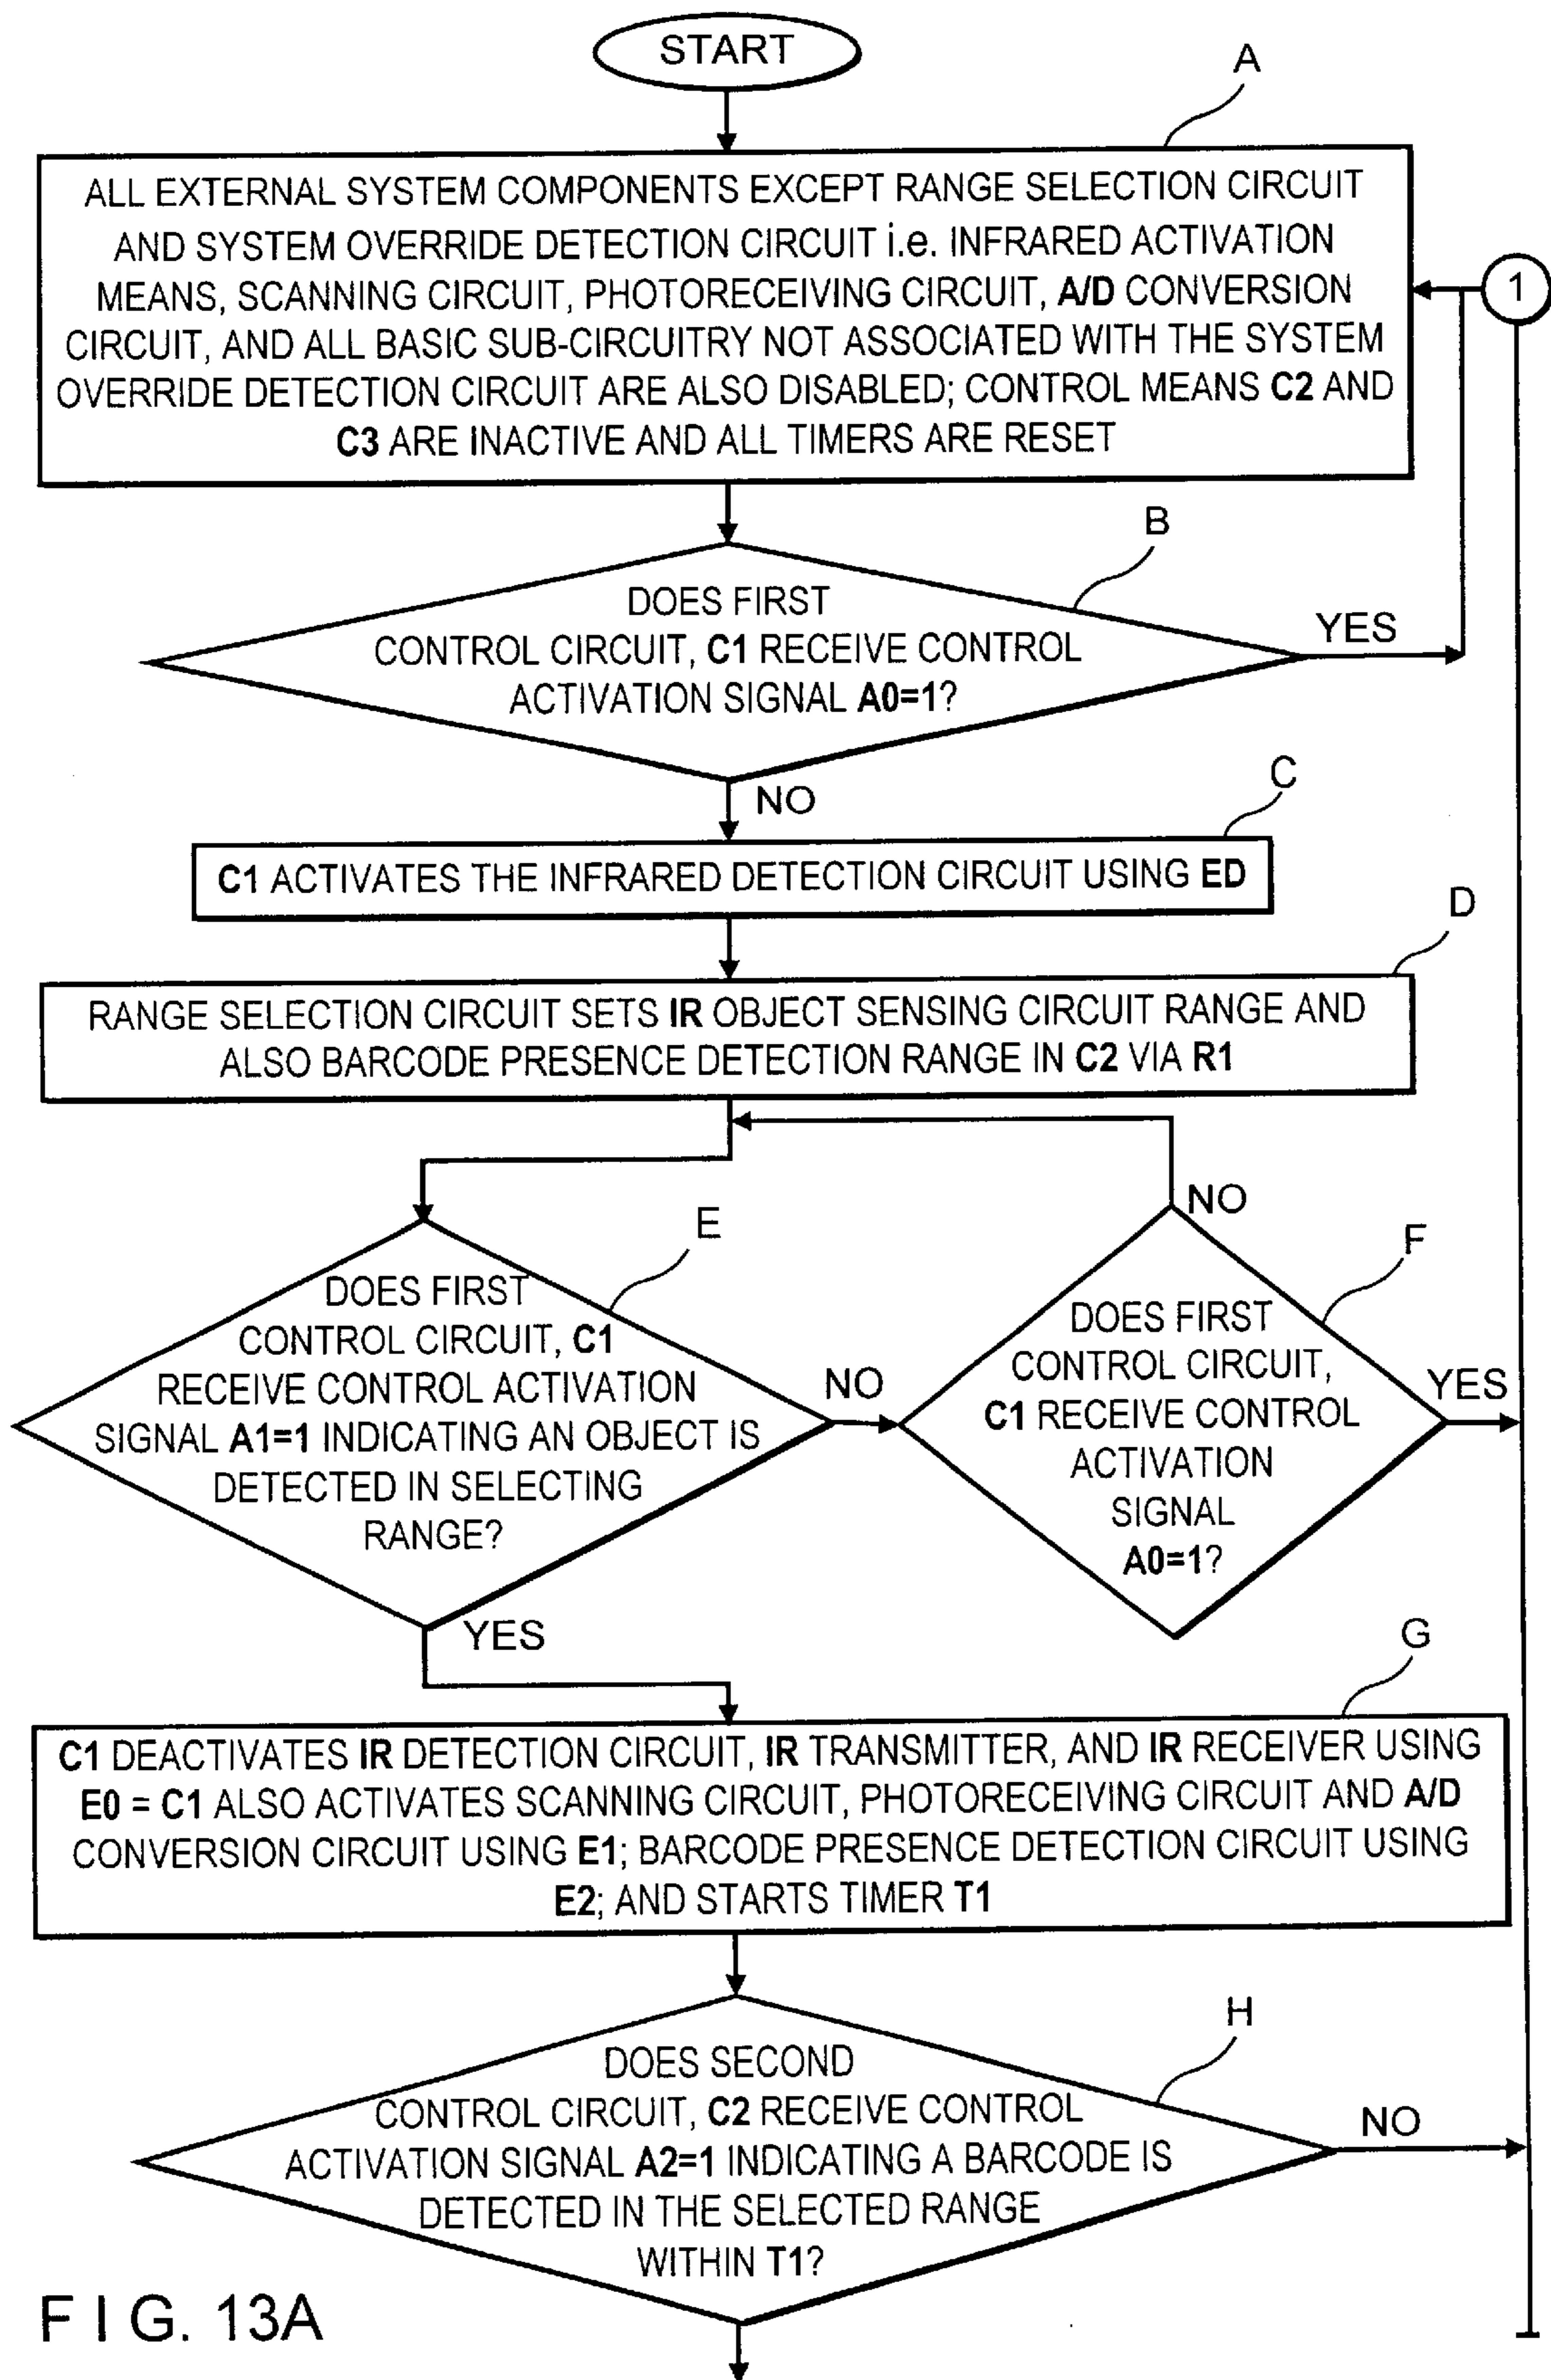 START
A
ALL EXTERNAL SYSTEM COMPONENTS EXCEPT RANGE SELECTION CIRCUIT
AND SYSTEM OVERRIDE DETECTION CIRCUIT i.e. INFRARED ACTIVATION
MEANS, SCANNING CIRCUIT, PHOTORECEIVING CIRCUIT, A/D CONVERSION
CIRCUIT, AND ALL BASIC SUB-CIRCUITRY NOT ASSOCIATED WITH THE SYSTEM
OVERRIDE DETECTION CIRCUIT ARE ALSO DISABLED; CONTROL MEANS C2 AND
C3 ARE INACTIVE AND ALL TIMERS ARE RESET
1
B
DOES FIRST
CONTROL CIRCUIT, C1 RECEIVE CONTROL
ACTIVATION SIGNAL A0=1?
YES
NO
C
C1 ACTIVATES THE INFRARED DETECTION CIRCUIT USING ED
D
RANGE SELECTION CIRCUIT SETS IR OBJECT SENSING CIRCUIT RANGE AND
ALSO BARCODE PRESENCE DETECTION RANGE IN C2 VIA R1
E
DOES FIRST
CONTROL CIRCUIT, C1
RECEIVE CONTROL ACTIVATION
SIGNAL A1=1 INDICATING AN OBJECT IS
DETECTED IN SELECTING
RANGE?
NO
YES
NO
F
DOES FIRST
CONTROL CIRCUIT,
C1 RECEIVE CONTROL
ACTIVATION
SIGNAL
A0=1?
YES
G
C1 DEACTIVATES IR DETECTION CIRCUIT, IR TRANSMITTER, AND IR RECEIVER USING
E0 = C1 ALSO ACTIVATES SCANNING CIRCUIT, PHOTORECEIVING CIRCUIT AND A/D
CONVERSION CIRCUIT USING E1; BARCODE PRESENCE DETECTION CIRCUIT USING
E2; AND STARTS TIMER T1
H
DOES SECOND
CONTROL CIRCUIT, C2 RECEIVE CONTROL
ACTIVATION SIGNAL A2=1 INDICATING A BARCODE IS
DETECTED IN THE SELECTED RANGE
WITHIN T1?
NO
FIG. 13A